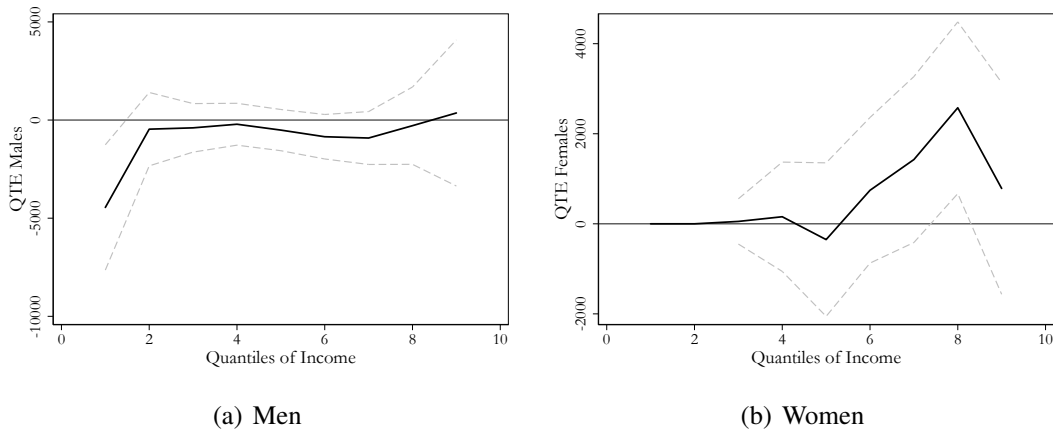 QTE Males
5000
0
-5000
-10000
0 2 4 6 8 10
Quantiles of Income
(a) Men
QTE Females
4000
2000
0
-2000
0 2 4 6 8 10
Quantiles of Income
(b) Women